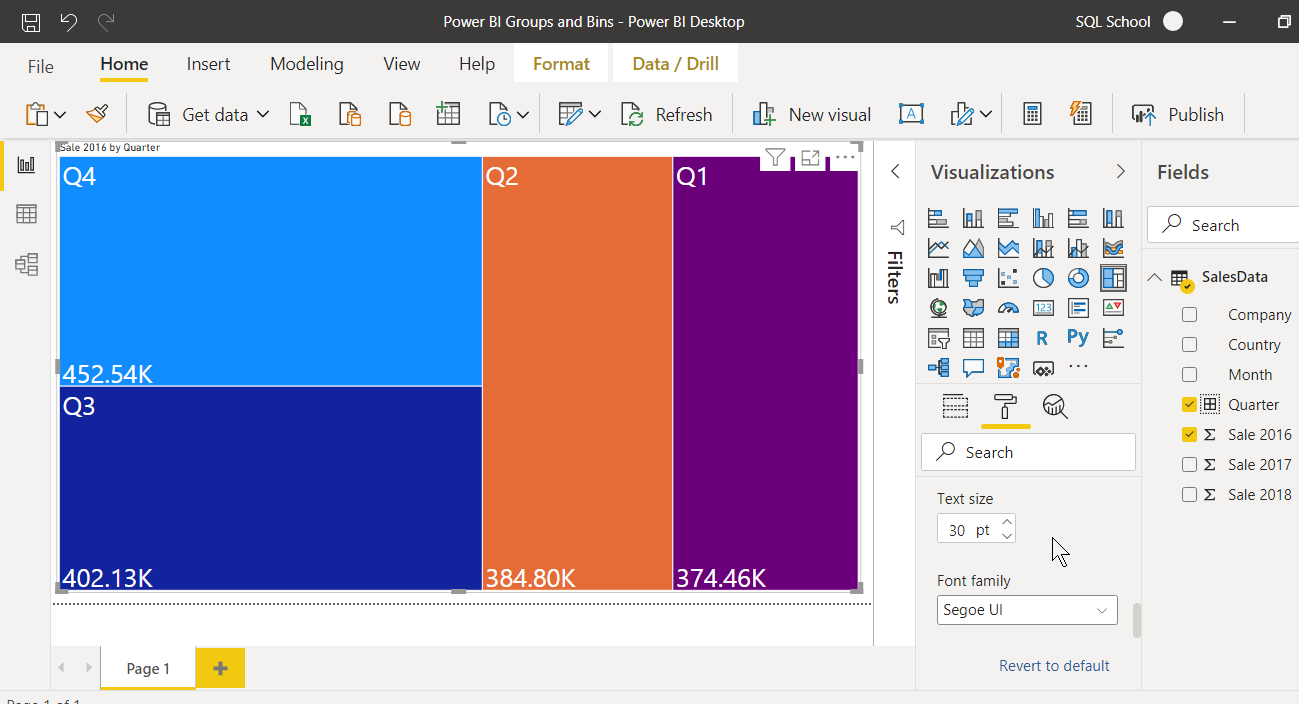 Power BI Groups and Bins - Power BI Desktop
SQL School
File Home Insert Modeling View Help Format Data / Drill
Get data Refresh New visual Publish
Sale 2016 by Quarter
Q4
452.54K
Q3
402.13K
Q2
384.80K
Q1
374.46K
Filters
Visualizations
123
R Py
Search
Text size
30 pt
Font family
Segoe UI
Revert to default
Fields
Search
SalesData
Company
Country
Month
Quarter
Σ Sale 2016
Σ Sale 2017
Σ Sale 2018
Page 1
Page 1 of 1